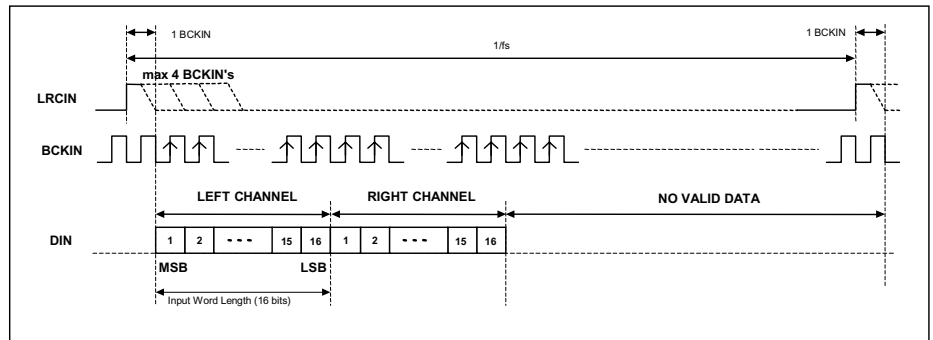 1 BCKIN
1 BCKIN
1/fs
max 4 BCKIN's
LRCIN
BCKIN
LEFT CHANNEL
RIGHT CHANNEL
NO VALID DATA
DIN
1 2 - - - 15 16 1 2 - - - 15 16
MSB
LSB
Input Word Length (16 bits)